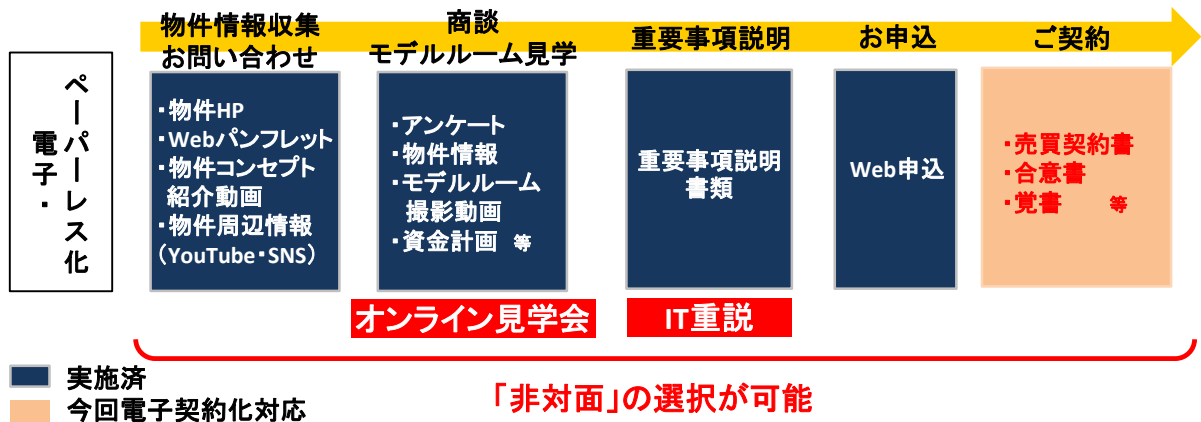 物件情報収集
お問い合わせ
商談
モデルルーム見学
重要事項説明
お申込
ご契約
電子・
ペーパーレス化
・物件HP
・Webパンフレット
・物件コンセプト
紹介動画
・物件周辺情報
（YouTube・SNS）
・アンケート
・物件情報
・モデルルーム
撮影動画
・資金計画 等
重要事項説明
書類
Web申込
・売買契約書
・合意書
・覚書 等
オンライン見学会
IT重説
実施済
今回電子契約化対応
「非対面」の選択が可能